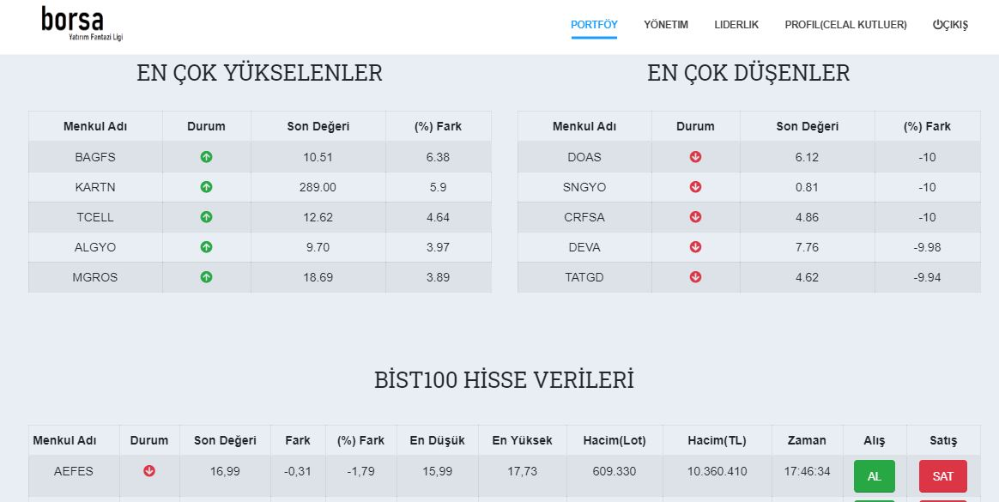 borsa
Yatırım Fantazi Ligi
PORTFÖY YÖNETIM LIDERLIK PROFIL(CELAL KUTLUER) ÇIKIŞ
EN ÇOK YÜKSELENLER
Menkul Adı Durum Son Değeri (%) Fark
BAGFS 10.51 6.38
KARTN 289.00 5.9
TCELL 12.62 4.64
ALGYO 9.70 3.97
MGROS 18.69 3.89
EN ÇOK DÜŞENLER
Menkul Adı Durum Son Değeri (%) Fark
DOAS 6.12 -10
SNGYO 0.81 -10
CRFSA 4.86 -10
DEVA 7.76 -9.98
TATGD 4.62 -9.94
BİST100 HİSSE VERİLERİ
Menkul Adı Durum Son Değeri Fark (%) Fark En Düşük En Yüksek Hacim(Lot) Hacim(TL) Zaman Alış Satış
AEFES 16,99 -0,31 -1,79 15,99 17,73 609.330 10.360.410 17:46:34 AL SAT